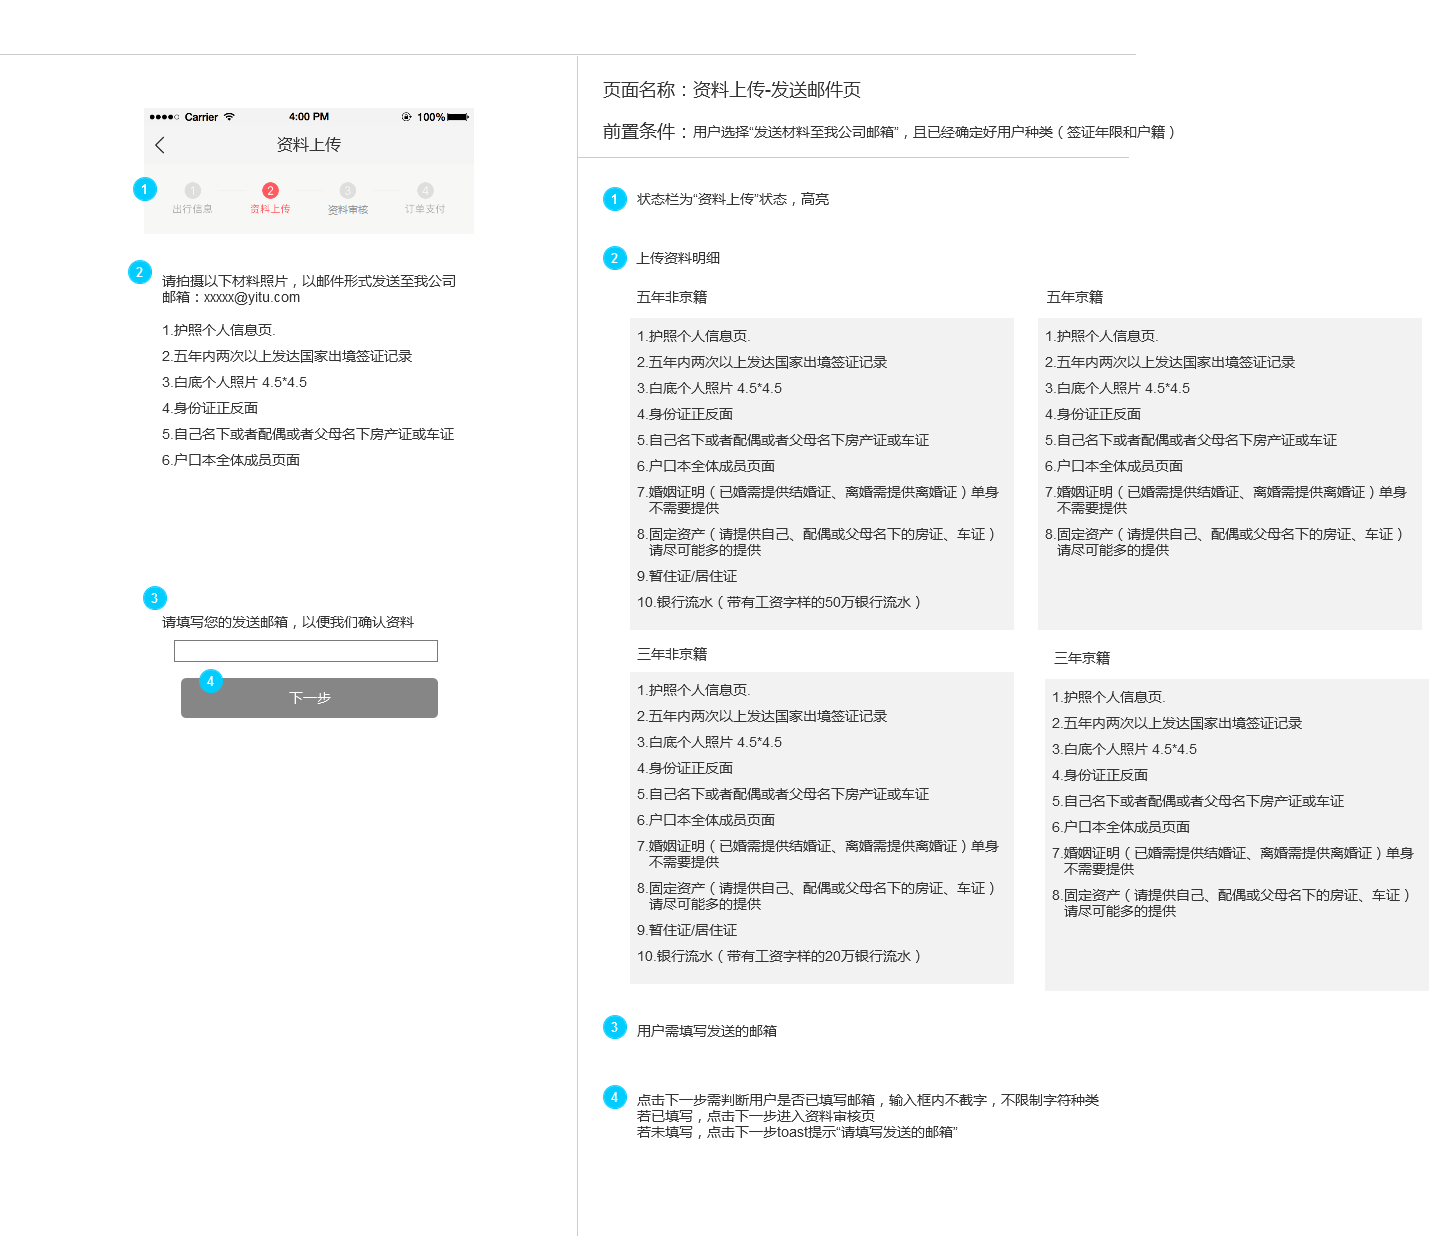 Carrier 4:00 PM 100%
资料上传
1
1 2 3 4
出行信息 资料上传 资料审核 订单支付
2
请拍摄以下材料照片，以邮件形式发送至我公司
邮箱：xxxxx@yitu.com
1.护照个人信息页.
2.五年内两次以上发达国家出境签证记录
3.白底个人照片 4.5*4.5
4.身份证正反面
5.自己名下或者配偶或者父母名下房产证或车证
6.户口本全体成员页面
3
请填写您的发送邮箱，以便我们确认资料
4
下一步
页面名称：资料上传-发送邮件页
前置条件：用户选择“发送材料至我公司邮箱”，且已经确定好用户种类（签证年限和户籍）
1 状态栏为“资料上传”状态，高亮
2 上传资料明细
五年非京籍
1.护照个人信息页.
2.五年内两次以上发达国家出境签证记录
3.白底个人照片 4.5*4.5
4.身份证正反面
5.自己名下或者配偶或者父母名下房产证或车证
6.户口本全体成员页面
7.婚姻证明（已婚需提供结婚证、离婚需提供离婚证）单身
不需要提供
8.固定资产（请提供自己、配偶或父母名下的房证、车证）
请尽可能多的提供
9.暂住证/居住证
10.银行流水（带有工资字样的50万银行流水）
五年京籍
1.护照个人信息页.
2.五年内两次以上发达国家出境签证记录
3.白底个人照片 4.5*4.5
4.身份证正反面
5.自己名下或者配偶或者父母名下房产证或车证
6.户口本全体成员页面
7.婚姻证明（已婚需提供结婚证、离婚需提供离婚证）单身
不需要提供
8.固定资产（请提供自己、配偶或父母名下的房证、车证）
请尽可能多的提供
三年非京籍
1.护照个人信息页.
2.五年内两次以上发达国家出境签证记录
3.白底个人照片 4.5*4.5
4.身份证正反面
5.自己名下或者配偶或者父母名下房产证或车证
6.户口本全体成员页面
7.婚姻证明（已婚需提供结婚证、离婚需提供离婚证）单身
不需要提供
8.固定资产（请提供自己、配偶或父母名下的房证、车证）
请尽可能多的提供
9.暂住证/居住证
10.银行流水（带有工资字样的20万银行流水）
三年京籍
1.护照个人信息页.
2.五年内两次以上发达国家出境签证记录
3.白底个人照片 4.5*4.5
4.身份证正反面
5.自己名下或者配偶或者父母名下房产证或车证
6.户口本全体成员页面
7.婚姻证明（已婚需提供结婚证、离婚需提供离婚证）单身
不需要提供
8.固定资产（请提供自己、配偶或父母名下的房证、车证）
请尽可能多的提供
3 用户需填写发送的邮箱
4 点击下一步需判断用户是否已填写邮箱，输入框内不截字，不限制字符种类
若已填写，点击下一步进入资料审核页
若未填写，点击下一步toast提示“请填写发送的邮箱”